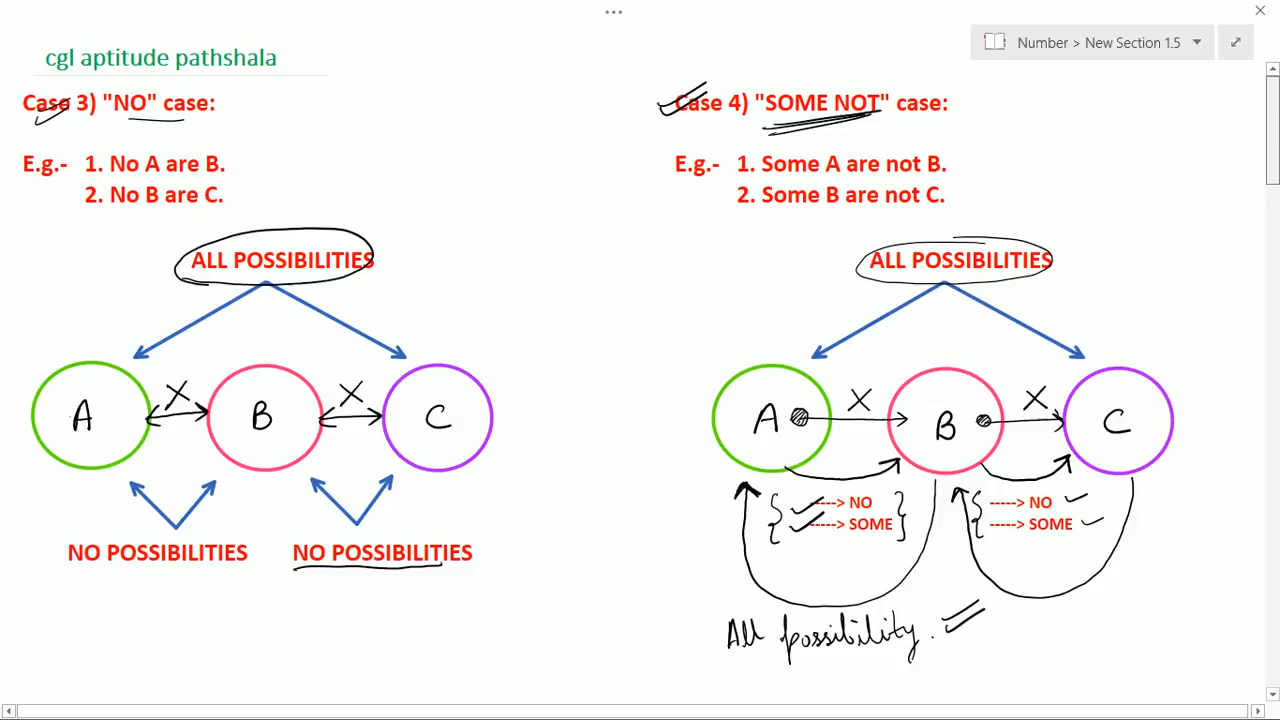 Number > New Section 1.5
cgl aptitude pathshala
Case 3) "NO" case:
E.g.- 1. No A are B.
2. No B are C.
ALL POSSIBILITIES
X X
A B C
NO POSSIBILITIES NO POSSIBILITIES
Case 4) "SOME NOT" case:
E.g.- 1. Some A are not B.
2. Some B are not C.
ALL POSSIBILITIES
X X
A B C
{ -----> NO } { -----> NO
{ -----> SOME } -----> SOME
All possibility.